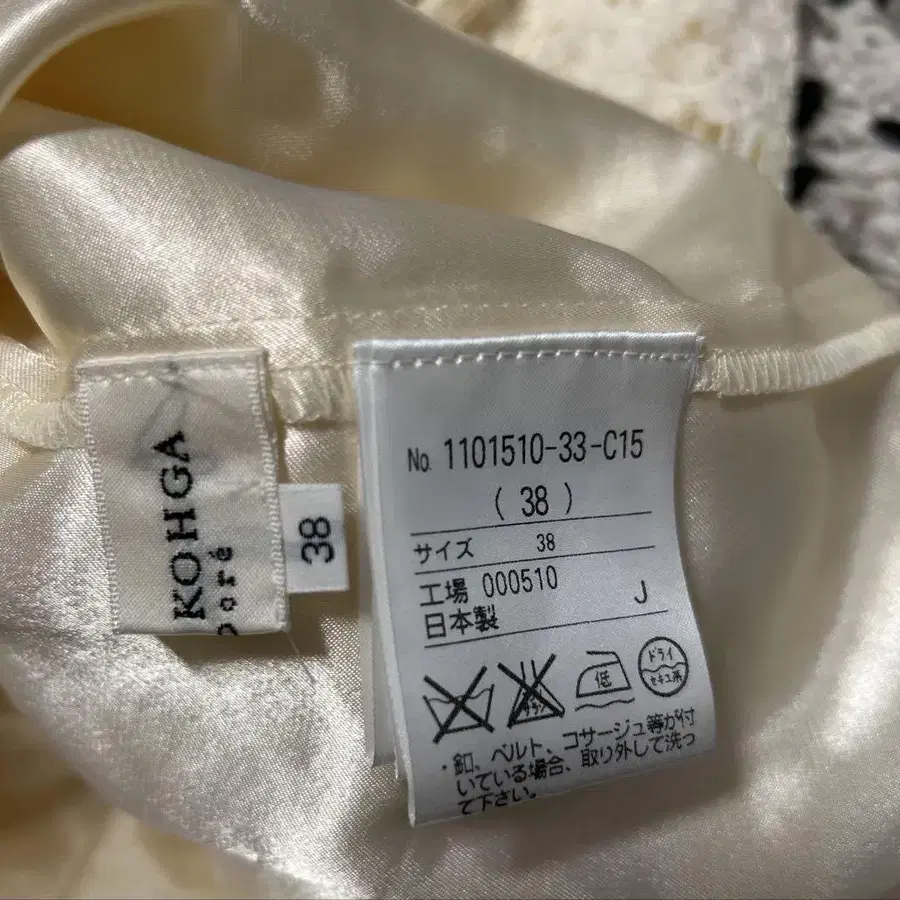 KOHGA
oré
38
No. 1101510-33-C15
( 38 )
サイズ 38
工場 000510
日本製 J
低
ドライ
セキユ系
・釦、ベルト、コサージュ等が付
いている場合、取り外して洗っ
て下さい。